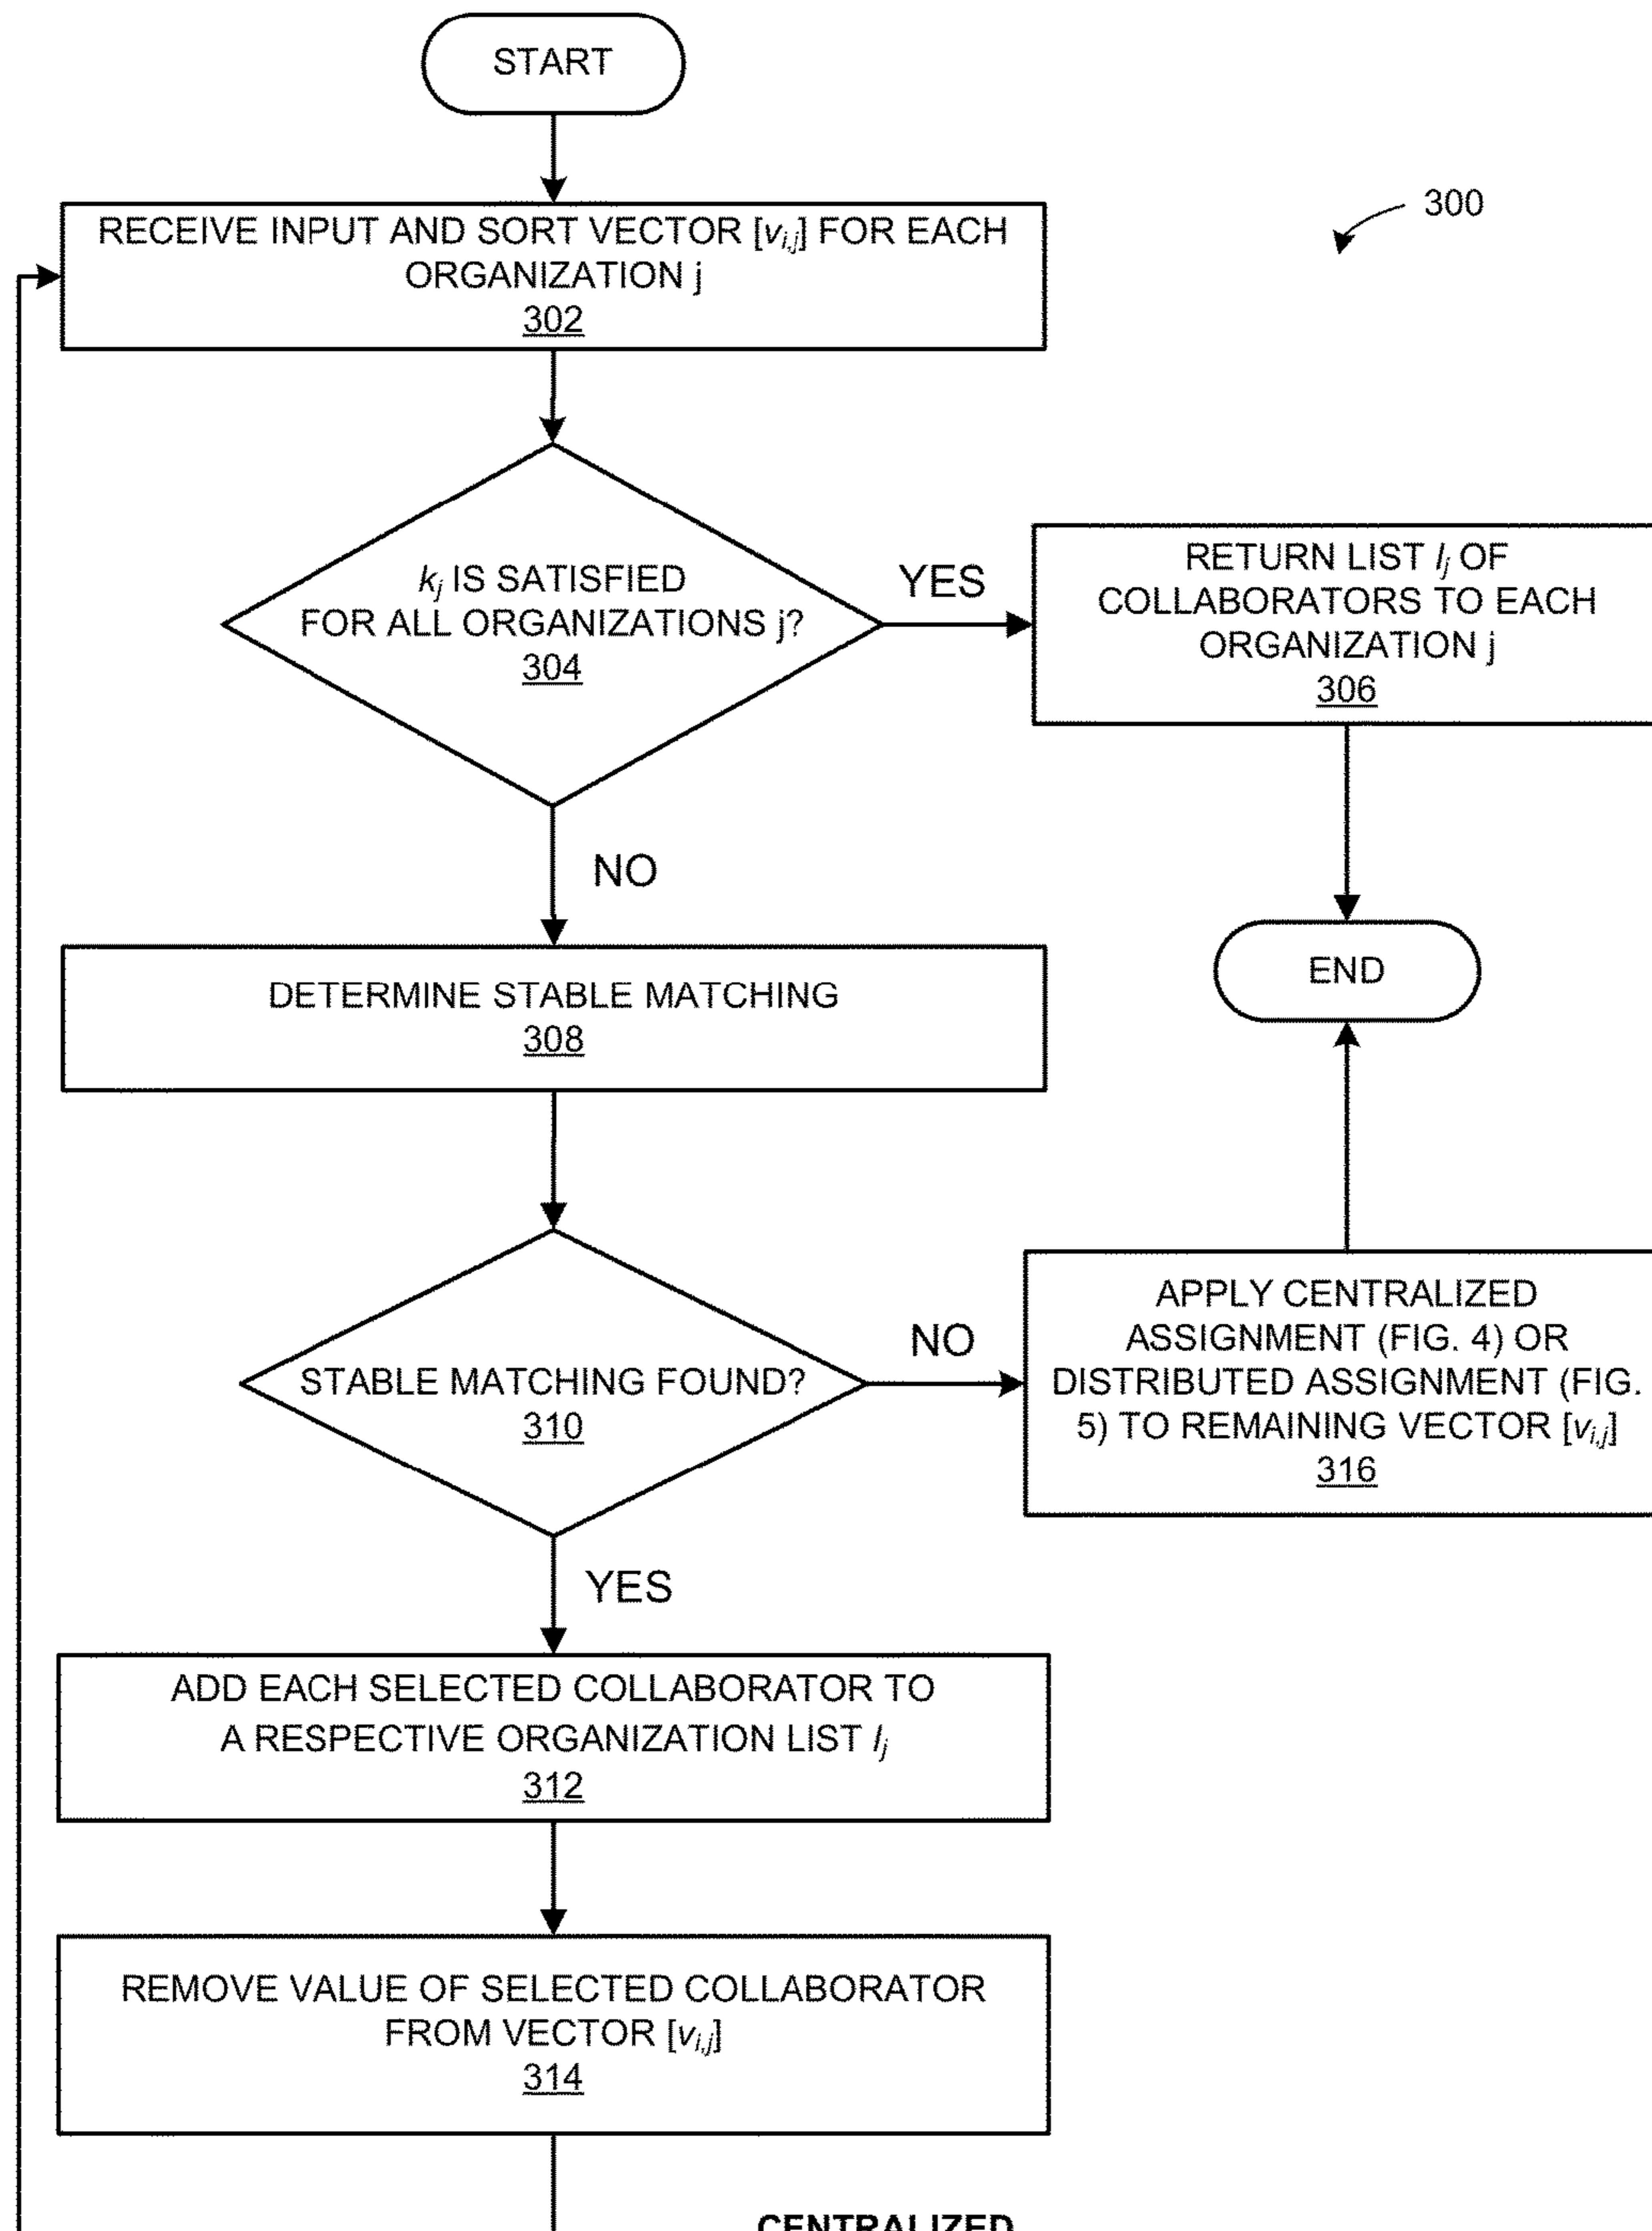 START
300
RECEIVE INPUT AND SORT VECTOR [vi,j] FOR EACH
ORGANIZATION j
302
kj IS SATISFIED
FOR ALL ORGANIZATIONS j?
304
YES
RETURN LIST lj OF
COLLABORATORS TO EACH
ORGANIZATION j
306
NO
END
DETERMINE STABLE MATCHING
308
STABLE MATCHING FOUND?
310
NO
APPLY CENTRALIZED
ASSIGNMENT (FIG. 4) OR
DISTRIBUTED ASSIGNMENT (FIG.
5) TO REMAINING VECTOR [vi,j]
316
YES
ADD EACH SELECTED COLLABORATOR TO
A RESPECTIVE ORGANIZATION LIST lj
312
REMOVE VALUE OF SELECTED COLLABORATOR
FROM VECTOR [vi,j]
314
CENTRALIZED